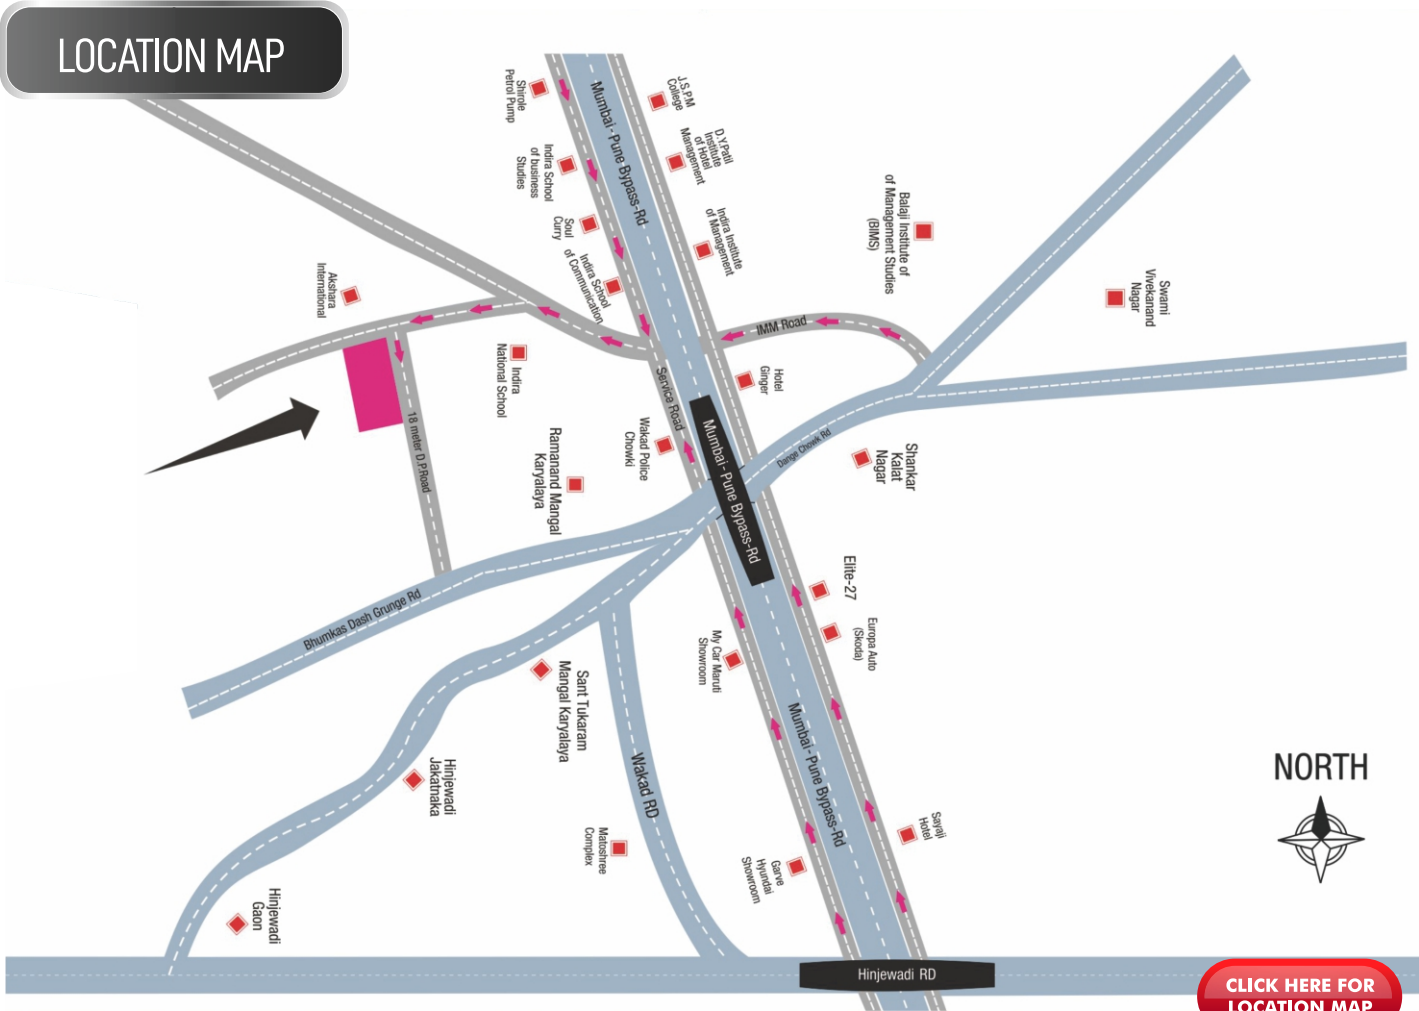 LOCATION MAP
Shirole
Petrol Pump
Mumbai - Pune Bypass-Rd
J.S.P.M
College
D.Y.Patil
Institute
of Hotel
Management
Indira School
of business
Studies
Soul
Curry
Indira Institute
of Management
Balaji Institute of
of Management Studies
(BIMS)
Swami
Vivekanand
Nagar
Indira School
of Communication
Akshara
International
IMM Road
Indira
National School
Hotel
Ginger
Service Road
18 meter D.P.Road
Wakad Police
Chowki
Ramanand Mangal
Karyalaya
Mumbai - Pune Bypass-Rd
Dange Chowk Rd
Shankar
Kalat
Nagar
Elite-27
Europa Auto
(Skoda)
Bhumkas Dash Grunge Rd
My Car Maruti
Showroom
Sant Tukaram
Mangal Karyalaya
Mumbai - Pune Bypass-Rd
Wakad RD
Hinjewadi
Jakatnaka
NORTH
Sayaji
Hotel
Matoshree
Complex
Garve
Hyundai
Showroom
Hinjewadi
Gaon
Hinjewadi RD
CLICK HERE FOR
LOCATION MAP